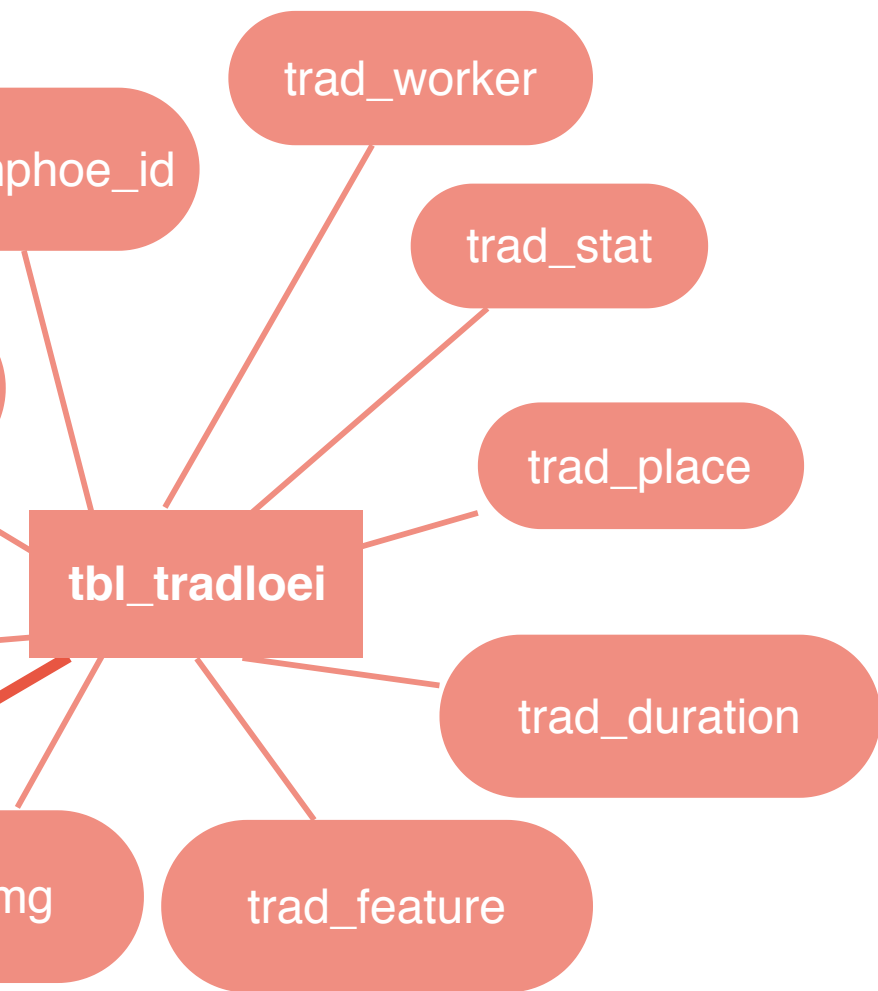 trad_worker
phoe_id
trad_stat
trad_place
tbl_tradloei
trad_duration
mg
trad_feature